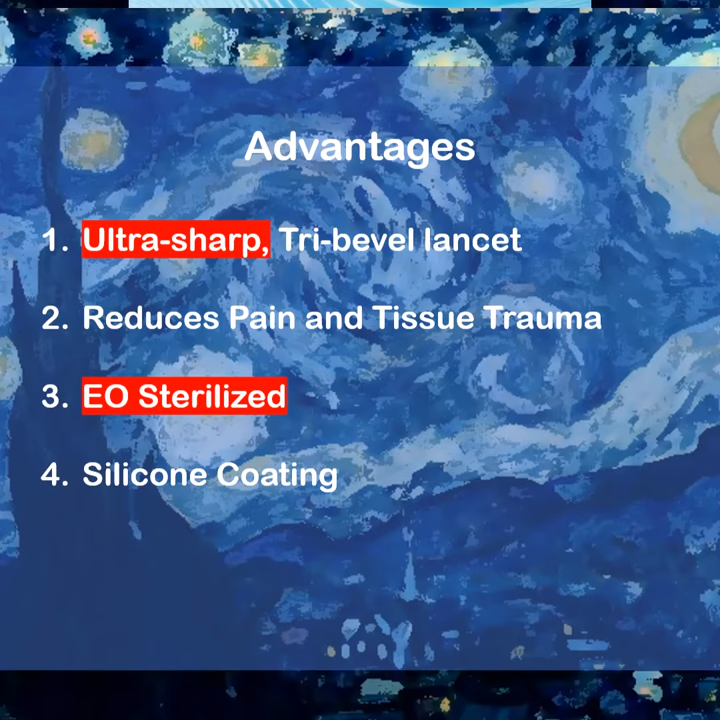 Advantages
1. Ultra-sharp, Tri-bevel lancet
2. Reduces Pain and Tissue Trauma
3. EO Sterilized
4. Silicone Coating